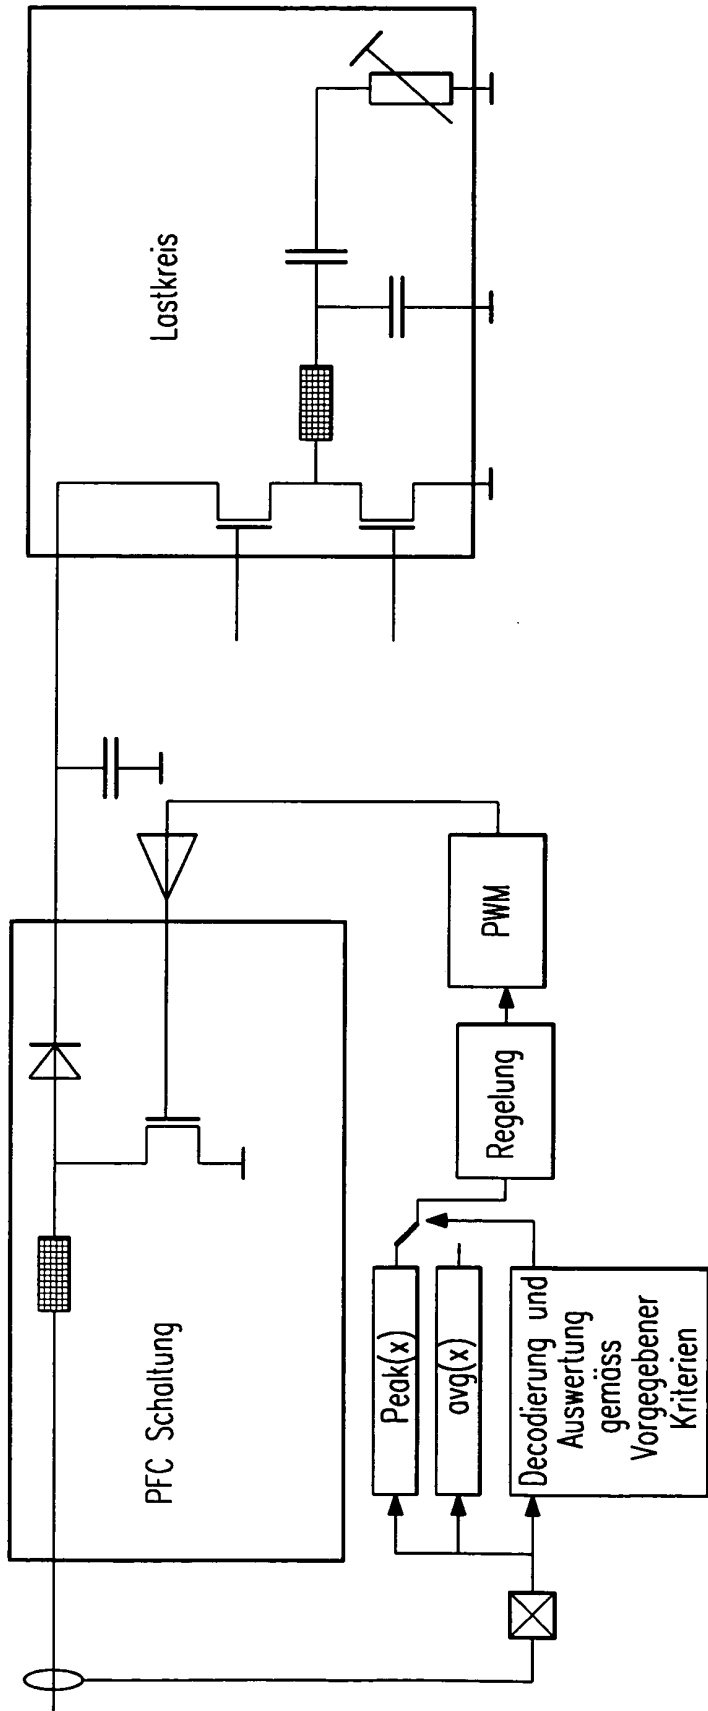 Lastkreis
PFC Schaltung
Peak(x)
avg(x)
Decodierung und
Auswertung
gemäss
Vorgegebener
Kriterien
Regelung
PWM